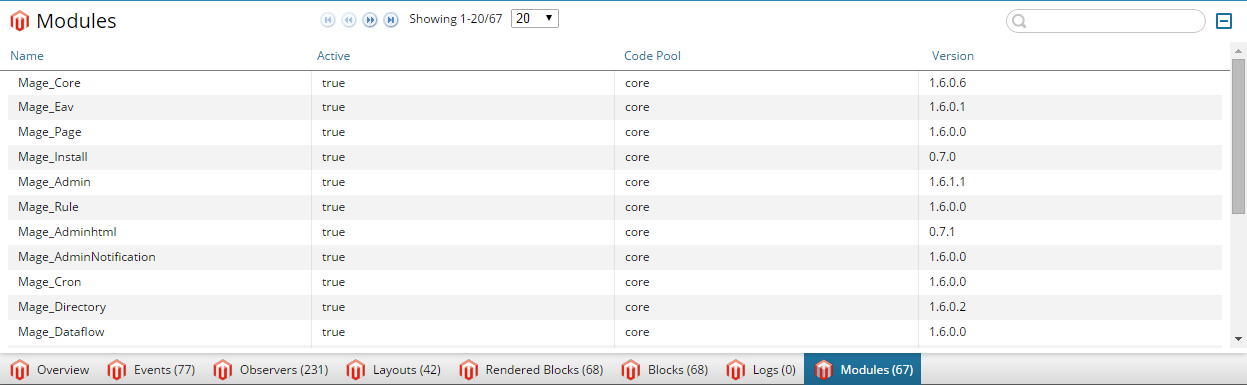 Modules Showing 1-20/67 20
Name Active Code Pool Version
Mage_Core true core 1.6.0.6
Mage_Eav true core 1.6.0.1
Mage_Page true core 1.6.0.0
Mage_Install true core 0.7.0
Mage_Admin true core 1.6.1.1
Mage_Rule true core 1.6.0.0
Mage_Adminhtml true core 0.7.1
Mage_AdminNotification true core 1.6.0.0
Mage_Cron true core 1.6.0.0
Mage_Directory true core 1.6.0.2
Mage_Dataflow true core 1.6.0.0
Overview Events (77) Observers (231) Layouts (42) Rendered Blocks (68) Blocks (68) Logs (0) Modules (67)